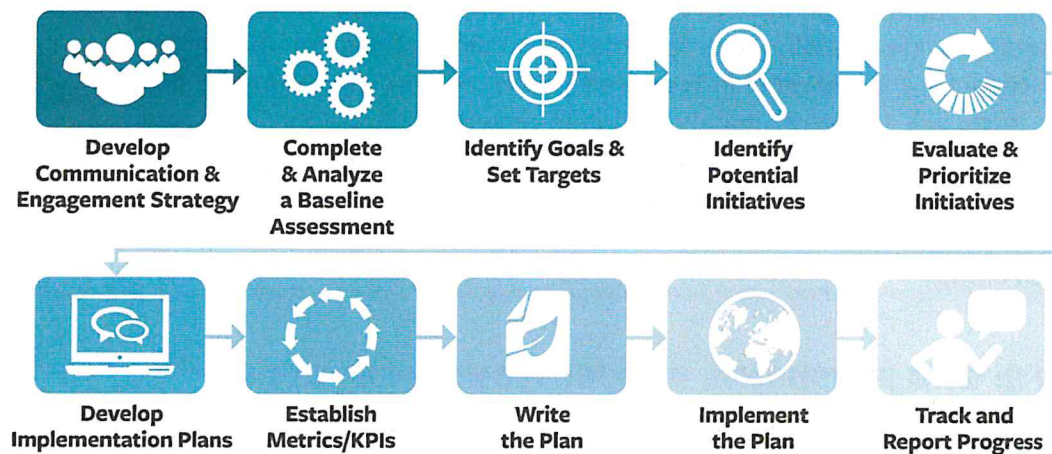 Develop
Communication &
Engagement Strategy
Complete
& Analyze
a Baseline
Assessment
Identify Goals &
Set Targets
Identify
Potential
Initiatives
Evaluate &
Prioritize
Initiatives
Develop
Implementation Plans
Establish
Metrics/KPIs
Write
the Plan
Implement
the Plan
Track and
Report Progress